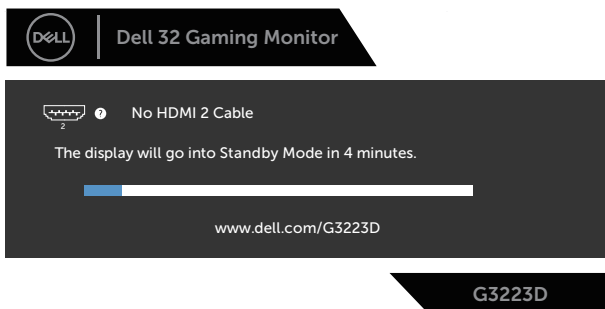 DELL
Dell 32 Gaming Monitor
? No HDMI 2 Cable
2
The display will go into Standby Mode in 4 minutes.
www.dell.com/G3223D
G3223D